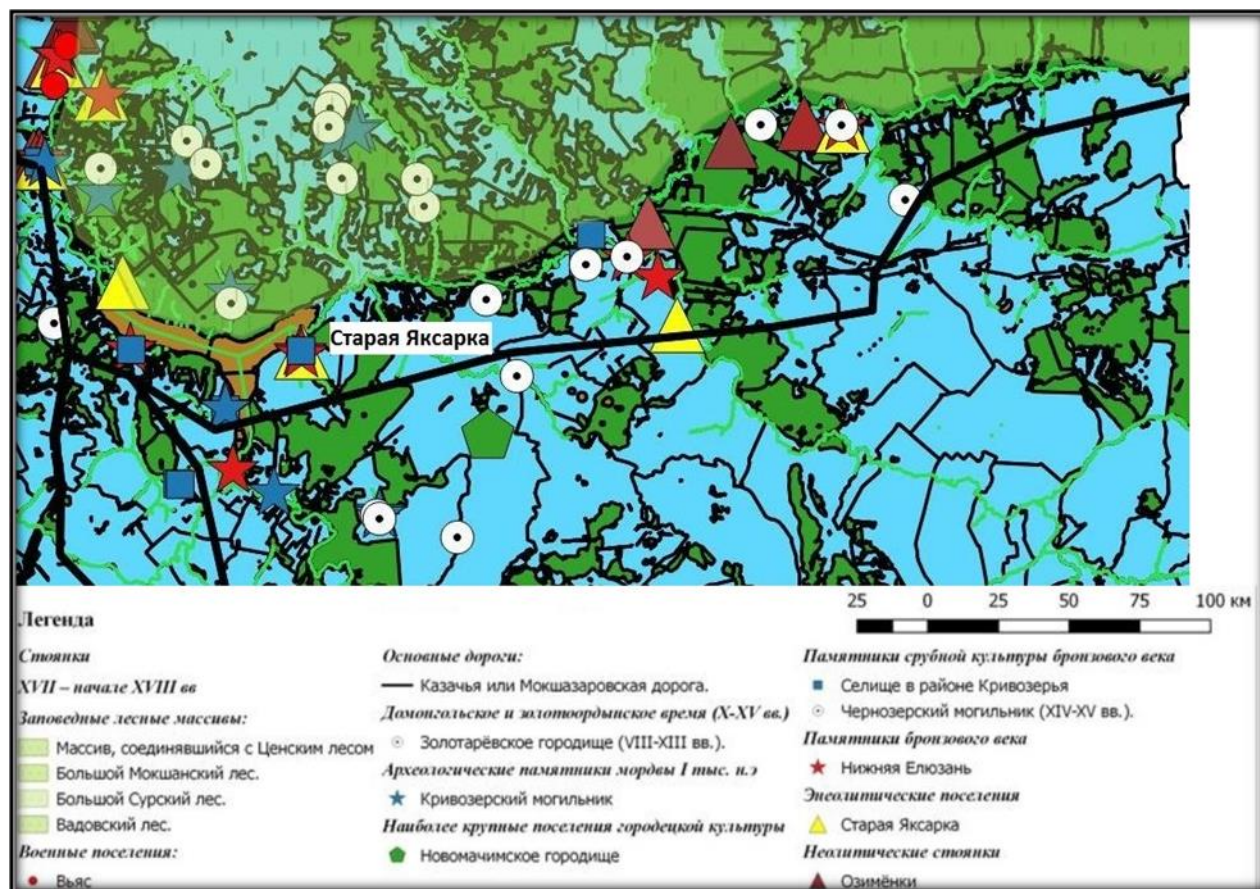 Старая Яксарка
25 0 25 50 75 100 км
Легенда
Стоянки
XVII – начале XVIII вв
Заповедные лесные массивы:
Массив, соединявшийся с Ценским лесом
Большой Мокшанский лес.
Большой Сурский лес.
Вадовский лес.
Военные поселения:
Вьяс
Основные дороги:
Казачья или Мокшазаровская дорога.
Домонгольское и золотоордынское время (X-XV вв.)
Золотарёвское городище (VIII-XIII вв.).
Археологические памятники мордвы I тыс. н.э
Кривозерский могильник
Наиболее крупные поселения городецкой культуры
Новомачимское городище
Памятники срубной культуры бронзового века
Селище в районе Кривозерья
Чернозерский могильник (XIV-XV вв.).
Памятники бронзового века
Нижняя Елюзань
Энеолитические поселения
Старая Яксарка
Неолитические стоянки
Озимёнки